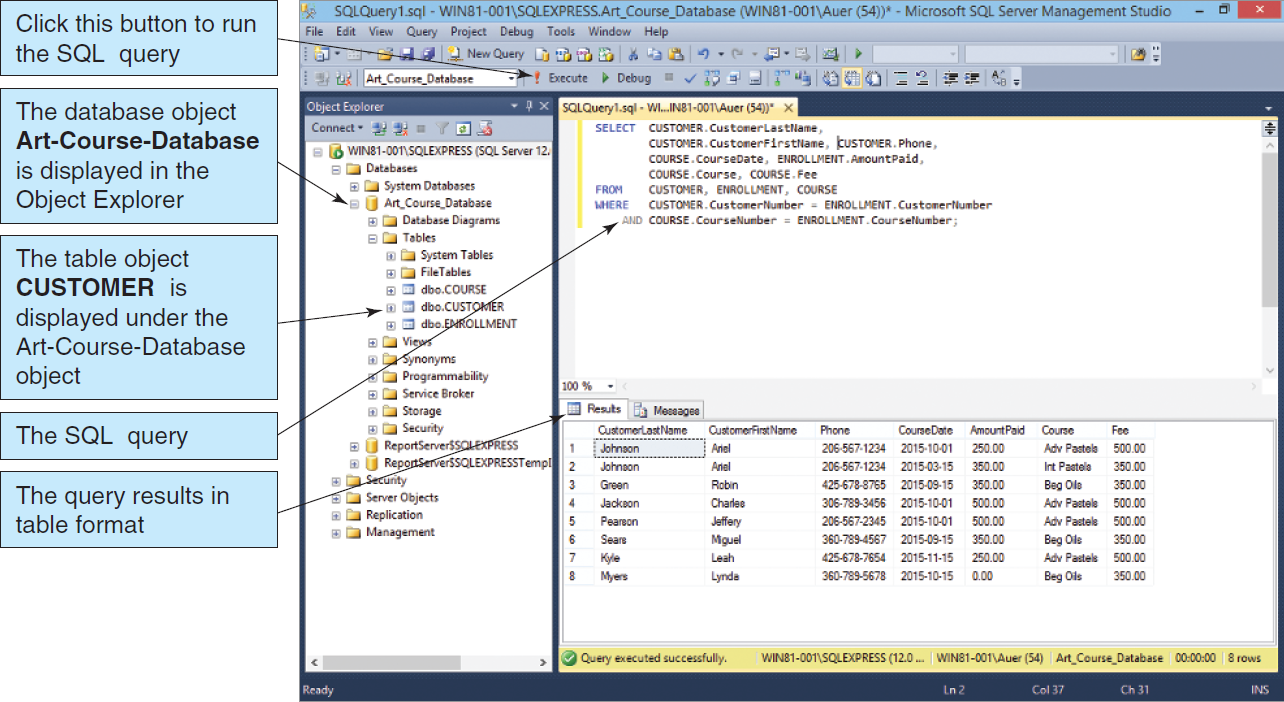 Click this button to run
the SQL query
The database object
Art-Course-Database
is displayed in the
Object Explorer
The table object
CUSTOMER is
displayed under the
Art-Course-Database
object
The SQL query
The query results in
table format
SQLQuery1.sql - WIN81-001\SQLEXPRESS.Art_Course_Database (WIN81-001\Auer (54))* - Microsoft SQL Server Management Studio
File Edit View Query Project Debug Tools Window Help
New Query
Art_Course_Database Execute Debug
Object Explorer
Connect
WIN81-001\SQLEXPRESS (SQL Server 12.
Databases
System Databases
Art_Course_Database
Database Diagrams
Tables
System Tables
FileTables
dbo.COURSE
dbo.CUSTOMER
dbo.ENROLLMENT
Views
Synonyms
Programmability
Service Broker
Storage
Security
ReportServer$SQLEXPRESS
ReportServer$SQLEXPRESSTempI
Security
Server Objects
Replication
Management
SQLQuery1.sql - WI...IN81-001\Auer (54))*
SELECT CUSTOMER.CustomerLastName,
CUSTOMER.CustomerFirstName, CUSTOMER.Phone,
COURSE.CourseDate, ENROLLMENT.AmountPaid,
COURSE.Course, COURSE.Fee
FROM CUSTOMER, ENROLLMENT, COURSE
WHERE CUSTOMER.CustomerNumber = ENROLLMENT.CustomerNumber
AND COURSE.CourseNumber = ENROLLMENT.CourseNumber;
100 %
Results Messages
CustomerLastName CustomerFirstName Phone CourseDate AmountPaid Course Fee
1 Johnson Ariel 206-567-1234 2015-10-01 250.00 Adv Pastels 500.00
2 Johnson Ariel 206-567-1234 2015-03-15 350.00 Int Pastels 350.00
3 Green Robin 425-678-8765 2015-09-15 350.00 Beg Oils 350.00
4 Jackson Charles 306-789-3456 2015-10-01 500.00 Adv Pastels 500.00
5 Pearson Jeffery 206-567-2345 2015-10-01 500.00 Adv Pastels 500.00
6 Sears Miguel 360-789-4567 2015-09-15 350.00 Beg Oils 350.00
7 Kyle Leah 425-678-7654 2015-11-15 250.00 Adv Pastels 500.00
8 Myers Lynda 360-789-5678 2015-10-15 0.00 Beg Oils 350.00
Query executed successfully. WIN81-001\SQLEXPRESS (12.0 ... WIN81-001\Auer (54) Art_Course_Database 00:00:00 8 rows
Ready Ln 2 Col 37 Ch 31 INS